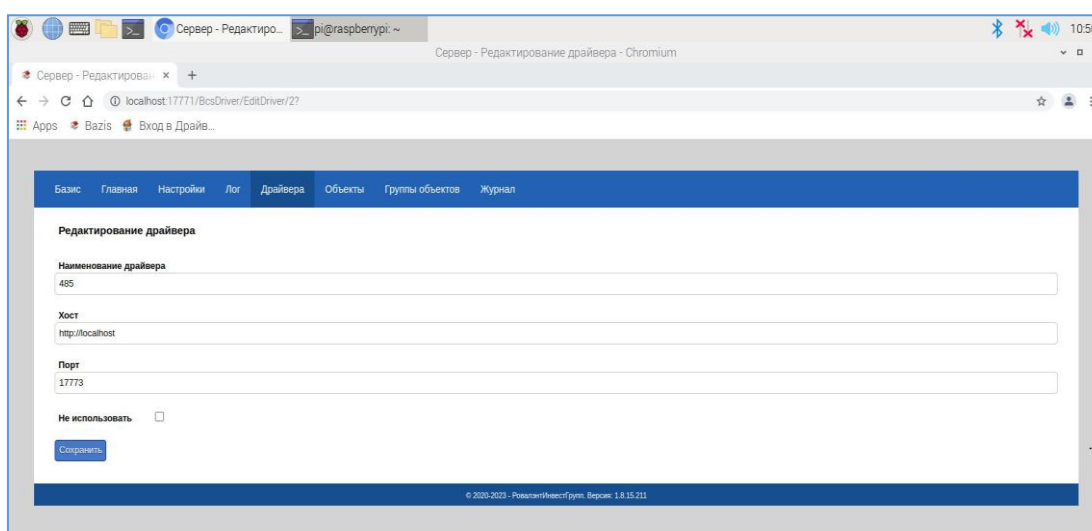 Сервер - Редактиро... pi@raspberrypi: ~ 10:5
Сервер - Редактирование драйвера - Chromium
Сервер - Редактирован
localhost:17771/BcsDriver/EditDriver/2?
Apps Bazis Вход в Драйв...
Базис Главная Настройки Лог Драйвера Объекты Группы объектов Журнал
Редактирование драйвера
Наименование драйвера
485
Хост
http://localhost
Порт
17773
Не использовать
Сохранить
© 2020-2023 - РовалэнтИнвестГрупп. Версия: 1.8.15.211